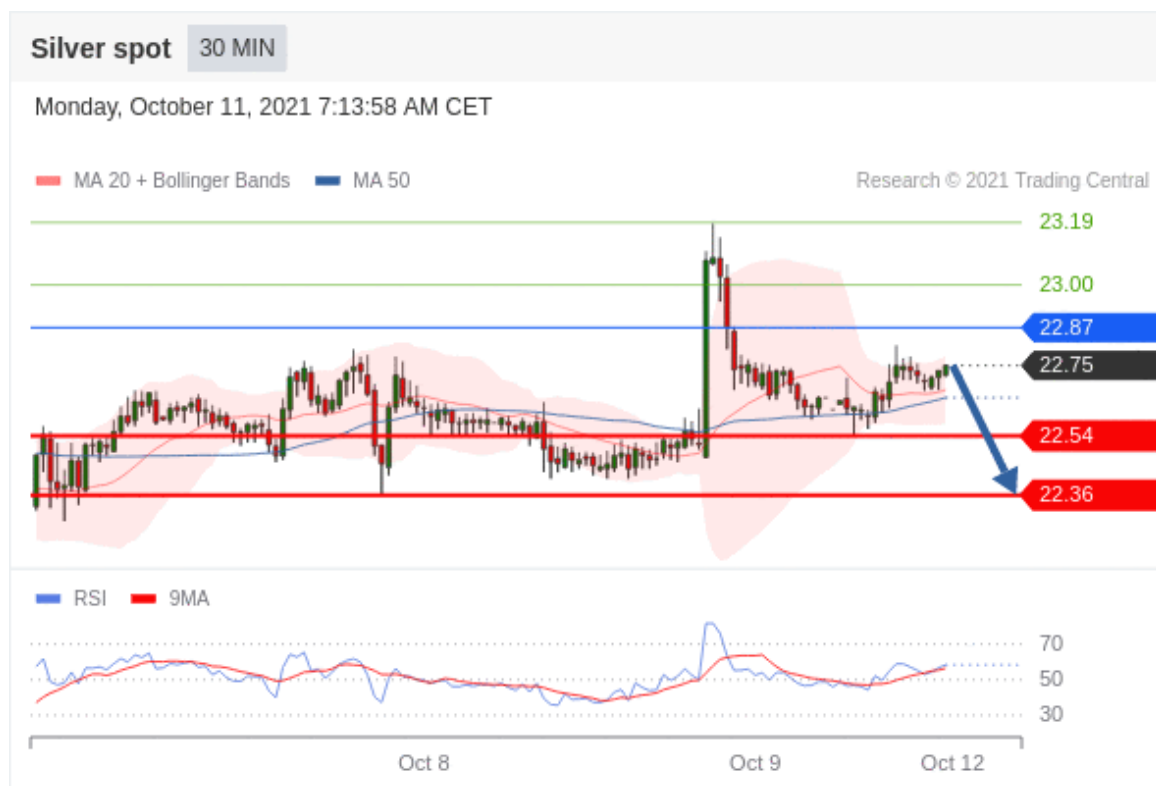 Silver spot 30 MIN
Monday, October 11, 2021 7:13:58 AM CET
MA 20 + Bollinger Bands MA 50 Research © 2021 Trading Central
23.19
23.00
22.87
22.75
22.54
22.36
RSI 9MA
70
50
30
Oct 8 Oct 9 Oct 12